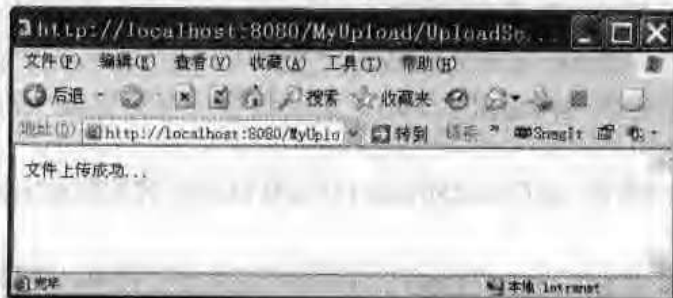 http://localhost:8080/MyUpload/UploadSe...
文件(F) 编辑(E) 查看(V) 收藏(A) 工具(T) 帮助(H)
后退 搜索 收藏夹
地址(D) http://localhost:8080/MyUplo 转到 链接 » SnagIt
文件上传成功...
完毕 本地 Intranet